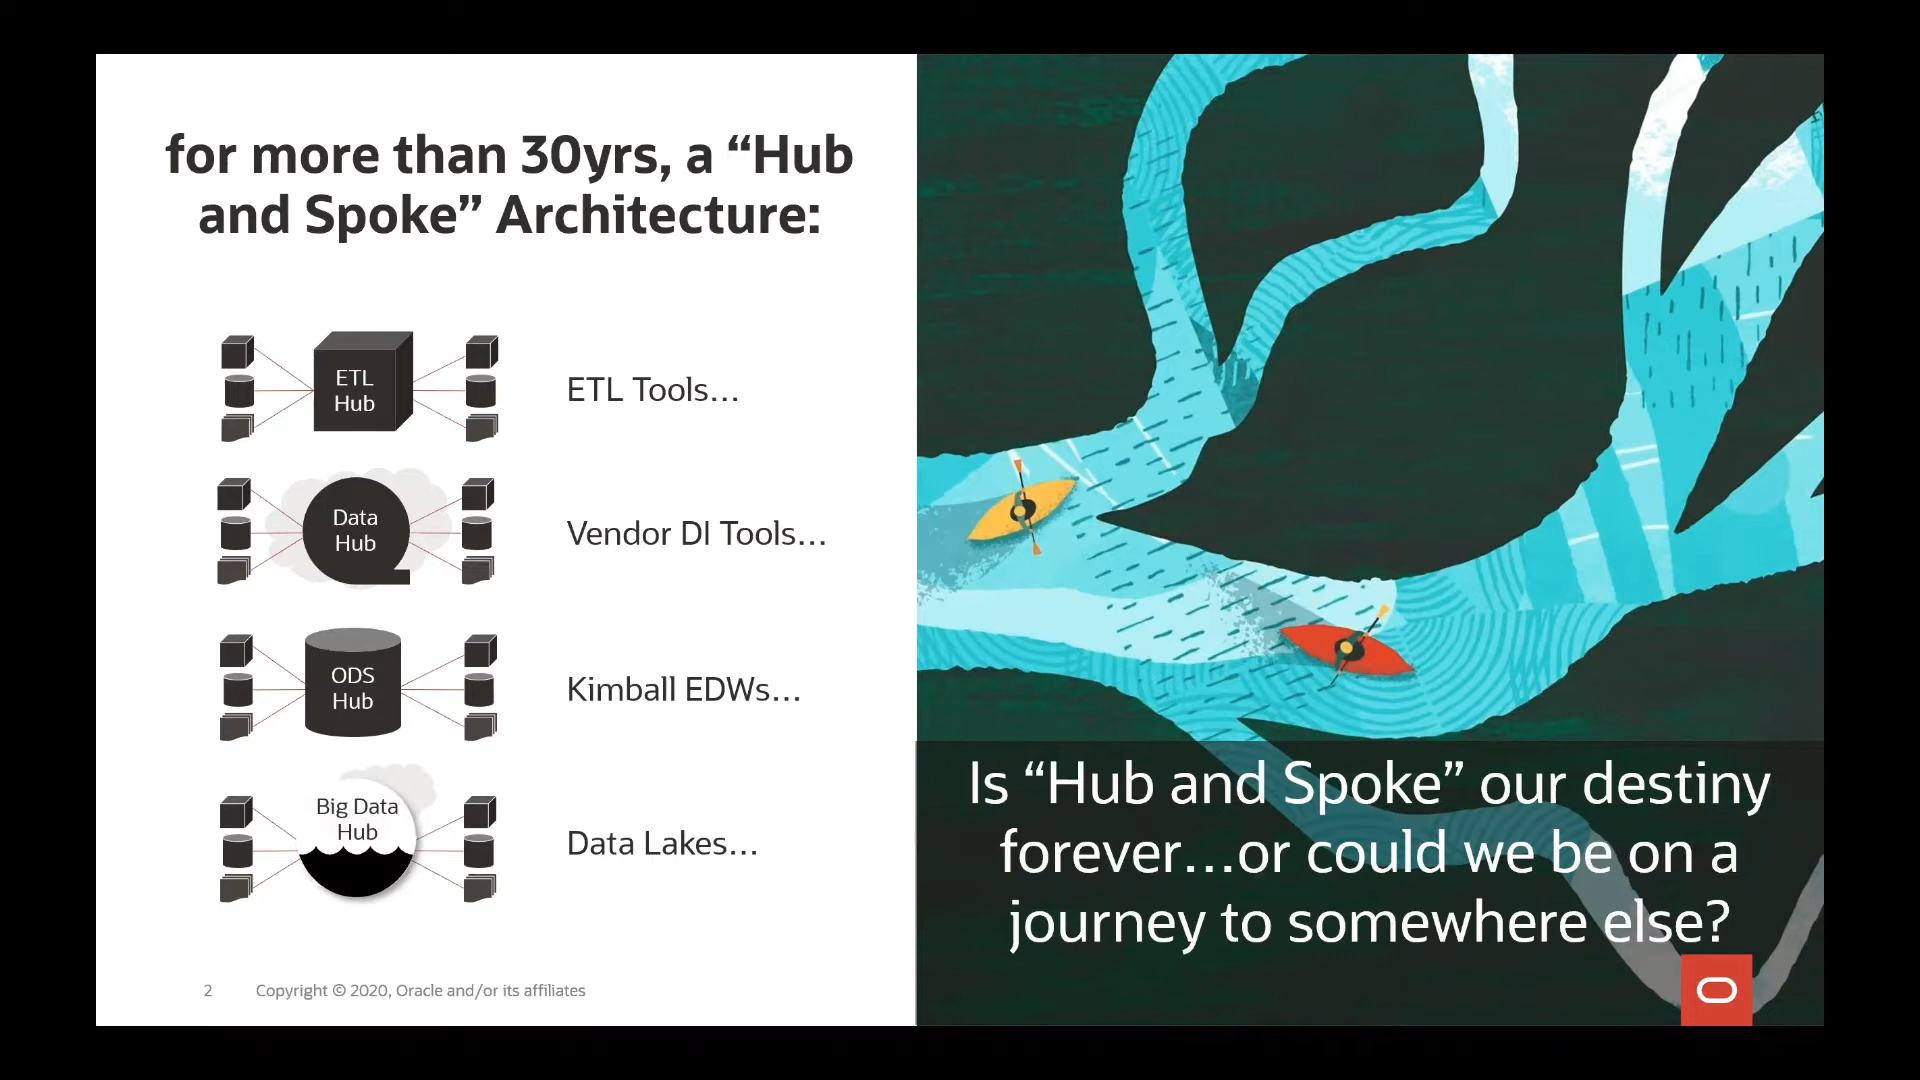 for more than 30yrs, a “Hub
and Spoke” Architecture:
ETL
Hub
ETL Tools...
Data
Hub
Vendor DI Tools...
ODS
Hub
Kimball EDWs...
Big Data
Hub
Data Lakes...
Is “Hub and Spoke” our destiny
forever...or could we be on a
journey to somewhere else?
2 Copyright © 2020, Oracle and/or its affiliates